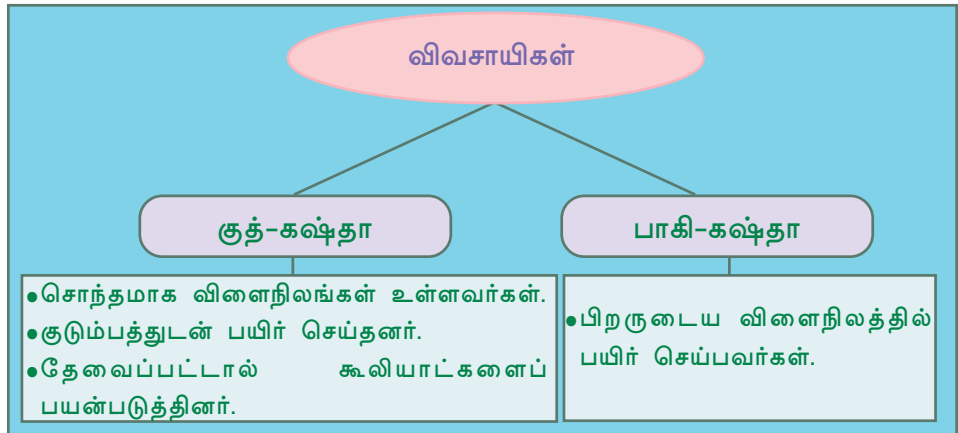 விவசாயிகள்
குத்-கஷ்தா
பாகி-கஷ்தா
●சொந்தமாக விளைநிலங்கள் உள்ளவர்கள்.
●குடும்பத்துடன் பயிர் செய்தனர்.
●தேவைப்பட்டால் கூலியாட்களைப்
பயன்படுத்தினர்.
●பிறருடைய விளைநிலத்தில்
பயிர் செய்பவர்கள்.